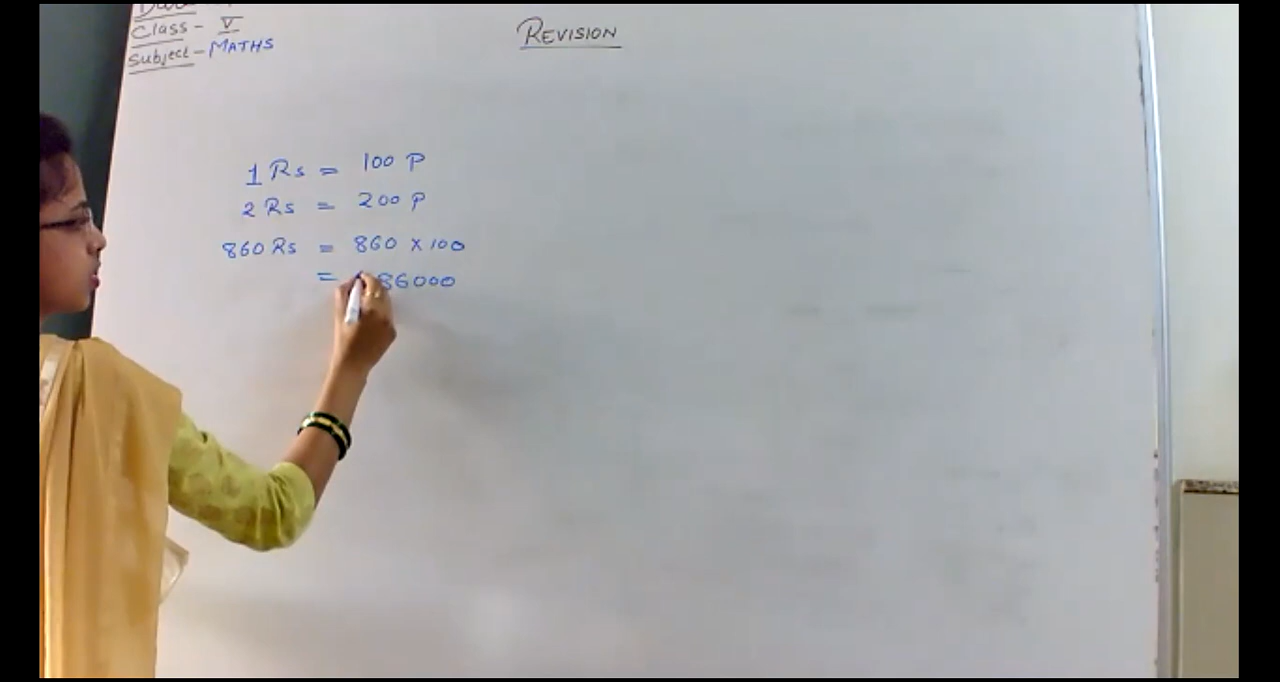 Class - V
Subject - MATHS
REVISION
1 Rs = 100 P
2 Rs = 200 P
860 Rs = 860 x 100
= 86000